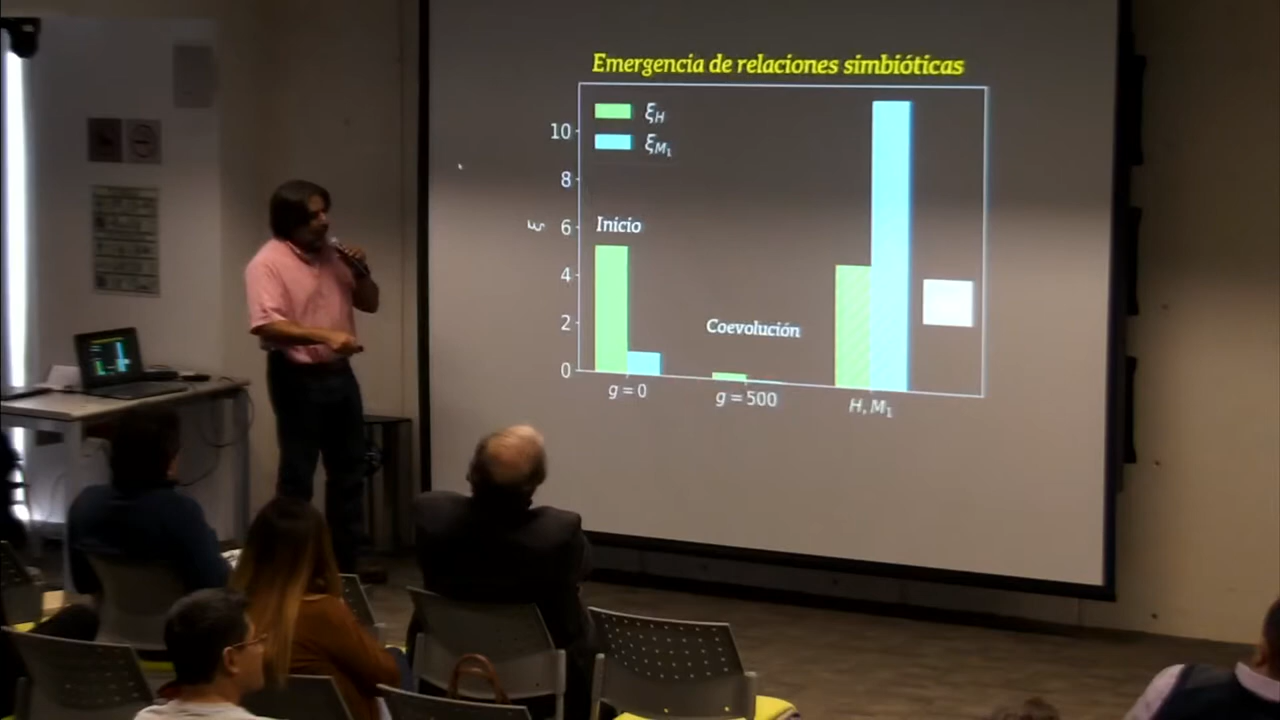 Emergencia de relaciones simbióticas
ξH
ξM1
10
8
6
4
2
0
ξ
Inicio
Coevolución
g = 0
g = 500
H, M1